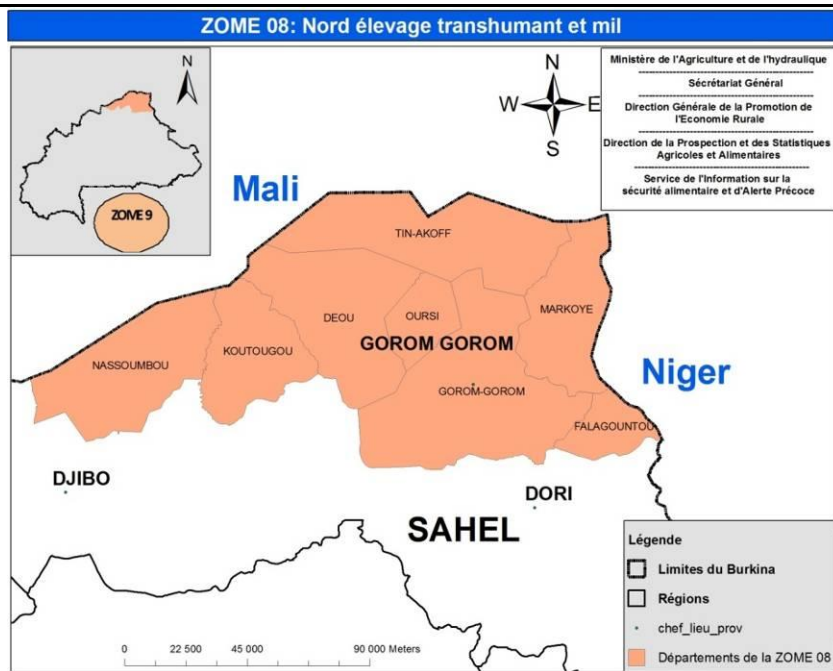 ZOME 08: Nord élevage transhumant et mil
N
ZOME 9
N
W
E
S
Ministère de l'Agriculture et de l'hydraulique
Sécrétariat Général
Direction Générale de la Promotion de
l'Economie Rurale
Direction de la Prospection et des Statistiques
Agricoles et Alimentaires
Service de l'Information sur la
sécurité alimentaire et d'Alerte Précoce
Mali
TIN-AKOFF
MARKOYE
DEOU
OURSI
GOROM GOROM
KOUTOUGOU
NASSOUMBOU
Niger
GOROM-GOROM
FALAGOUNTOU
DJIBO
DORI
SAHEL
Légende
Limites du Burkina
Régions
chef_lieu_prov
Départements de la ZOME 08
0 22 500 45 000 90 000 Meters